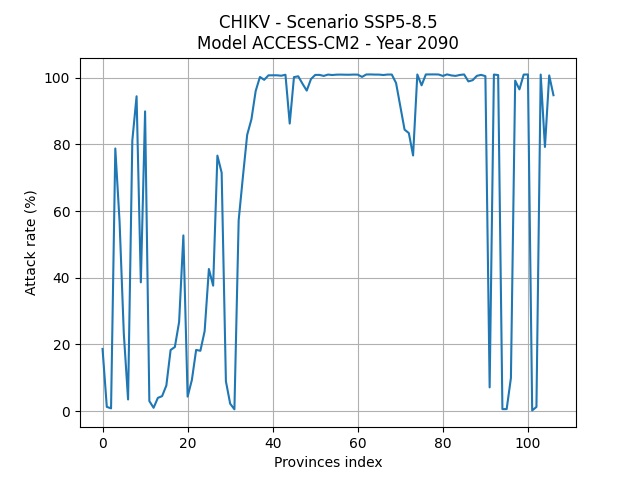 CHIKV - Scenario SSP5-8.5
Model ACCESS-CM2 - Year 2090
Attack rate (%)
100
80
60
40
20
0
0 20 40 60 80 100
Provinces index